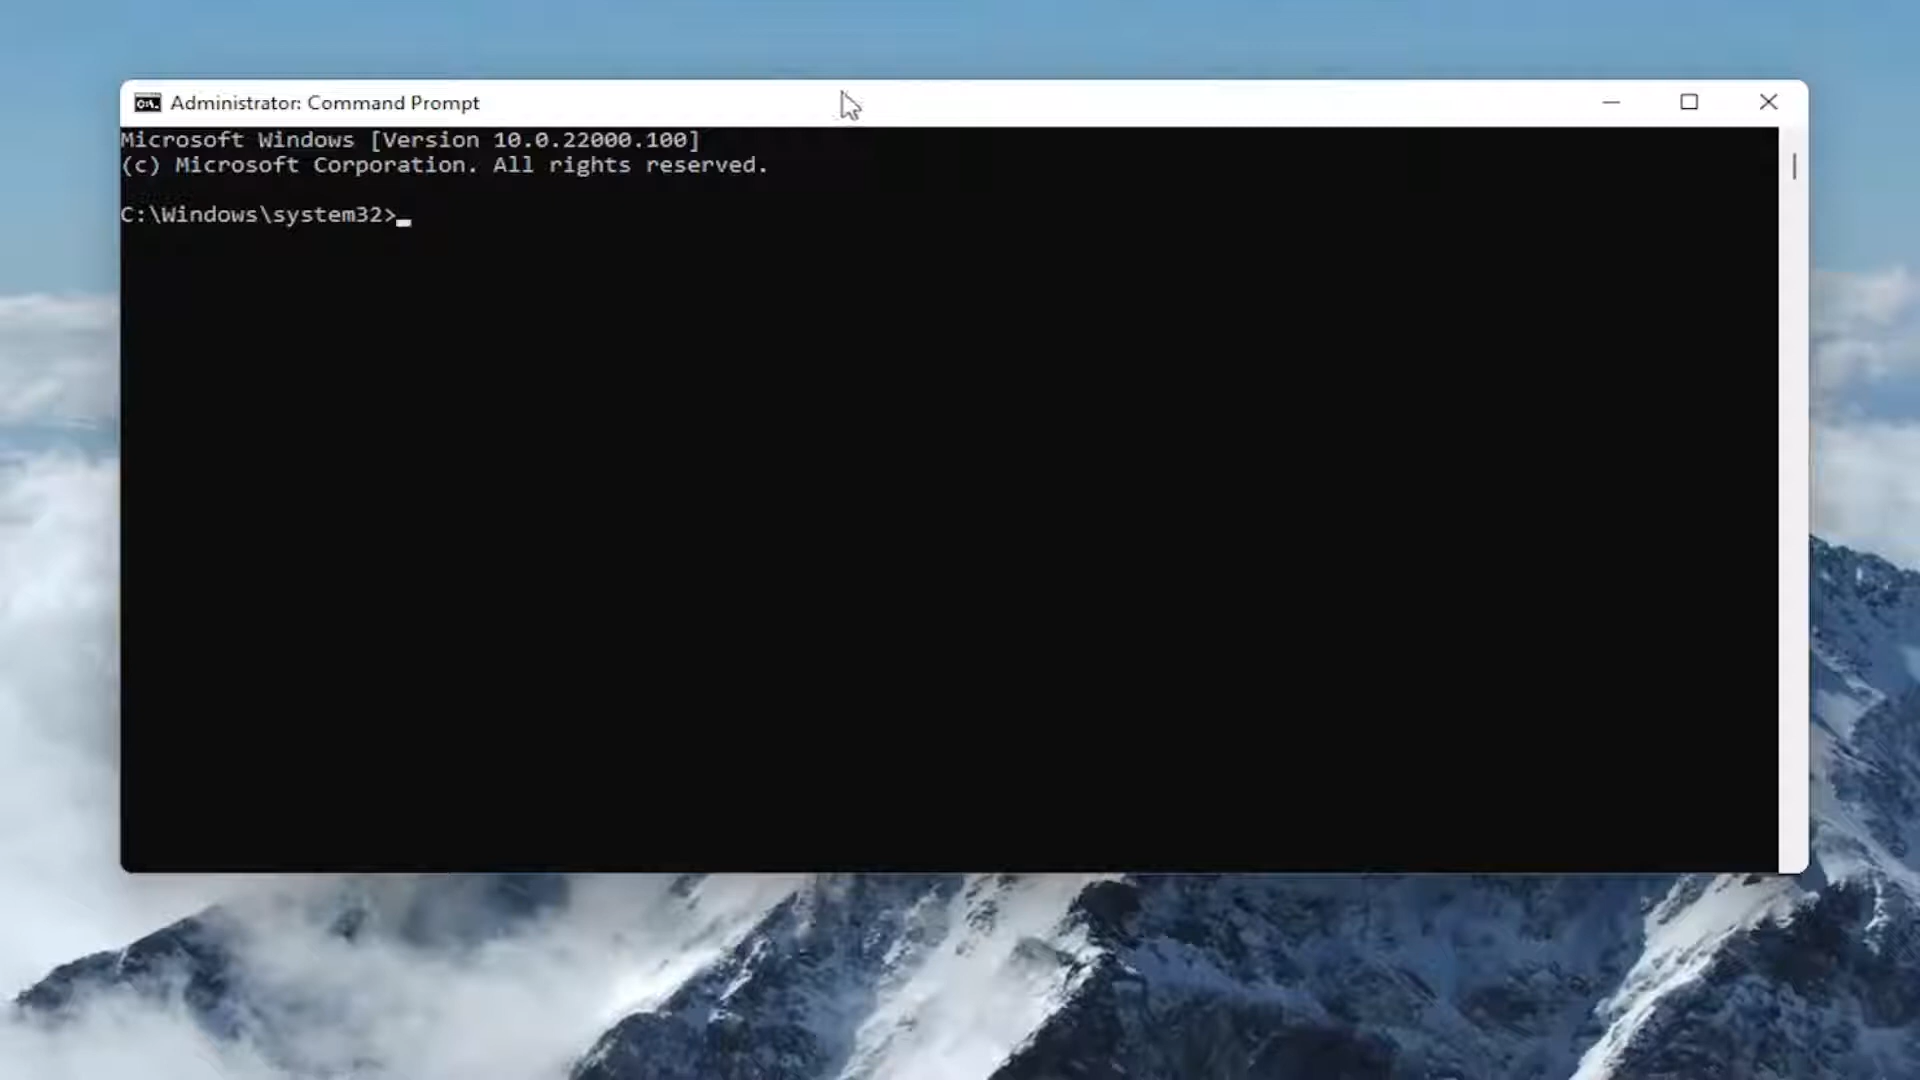 Administrator: Command Prompt
Microsoft Windows [Version 10.0.22000.100]
(c) Microsoft Corporation. All rights reserved.
C:\Windows\system32>